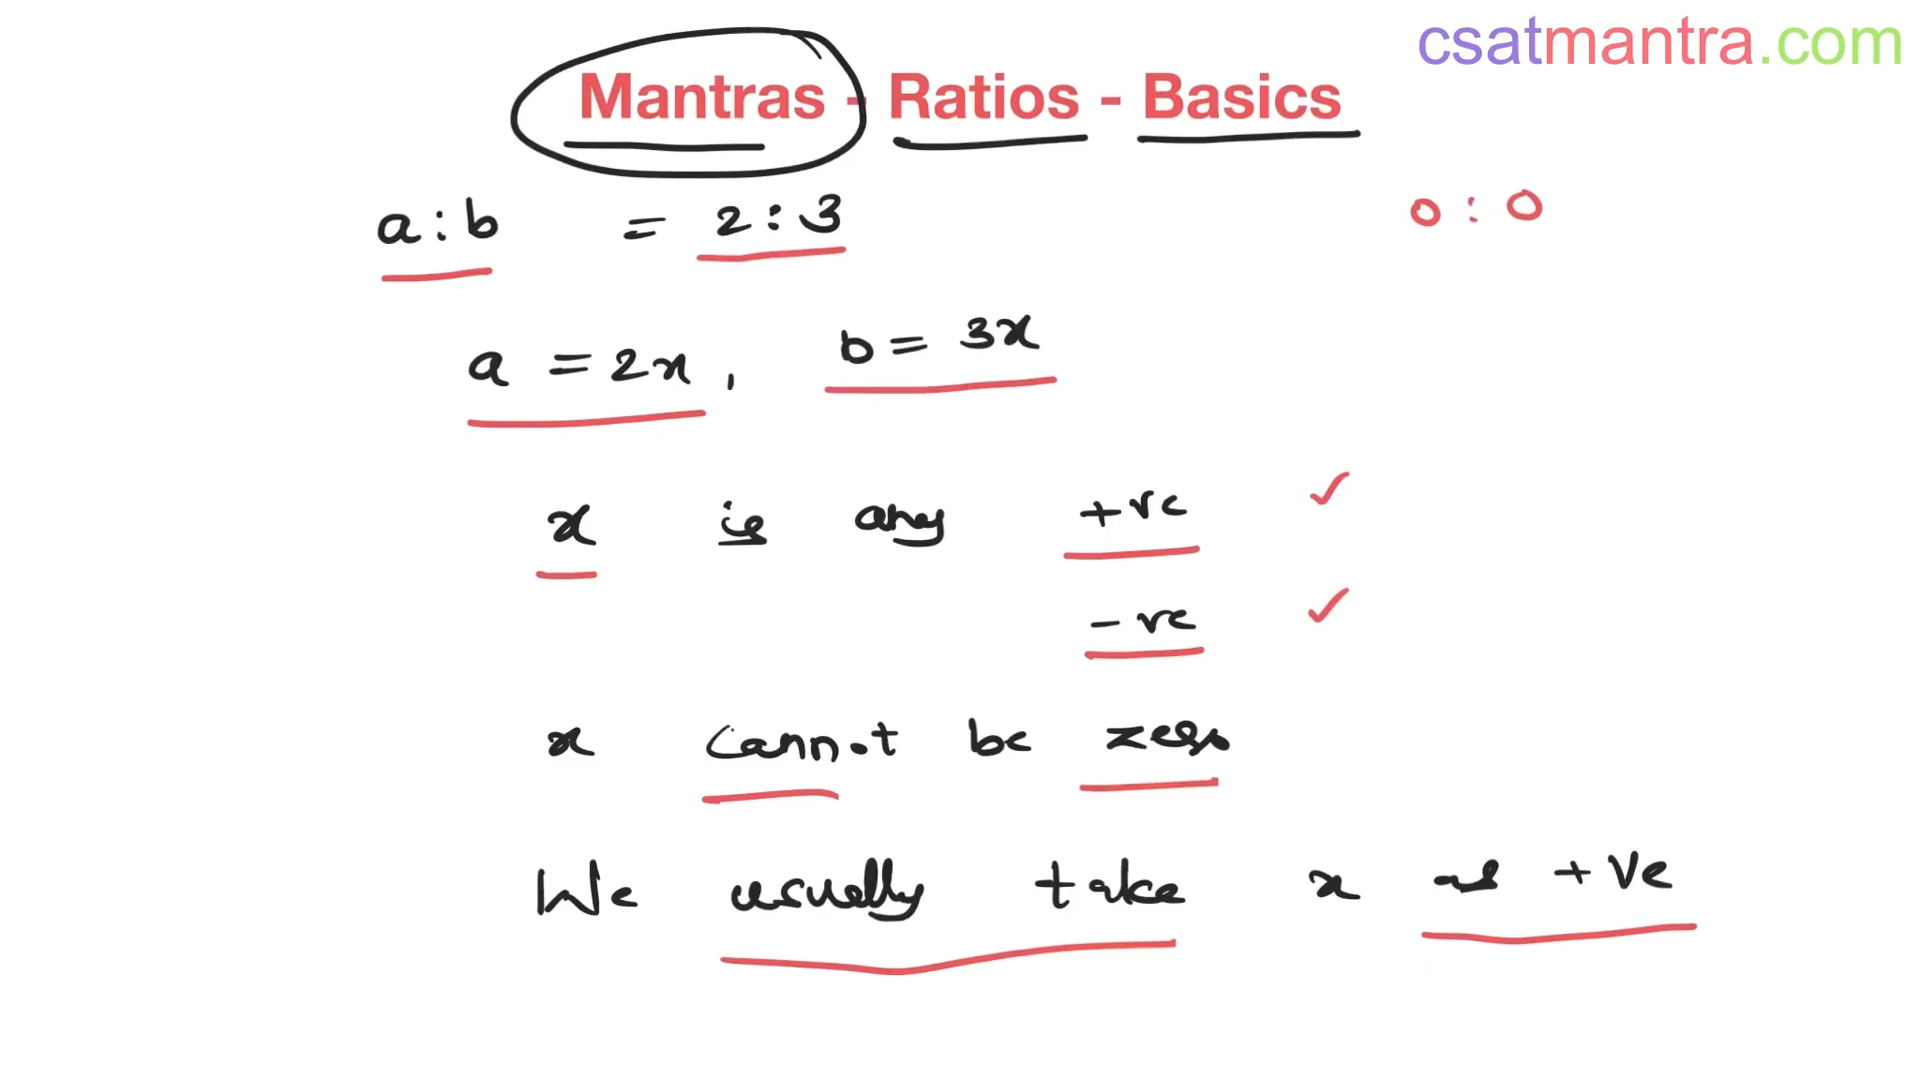 csatmantra.com
Mantras - Ratios - Basics
a : b = 2 : 3
0 : 0
a = 2x , b = 3x
x is any +ve ✓
-ve ✓
x cannot be zero
We usually take x as +ve